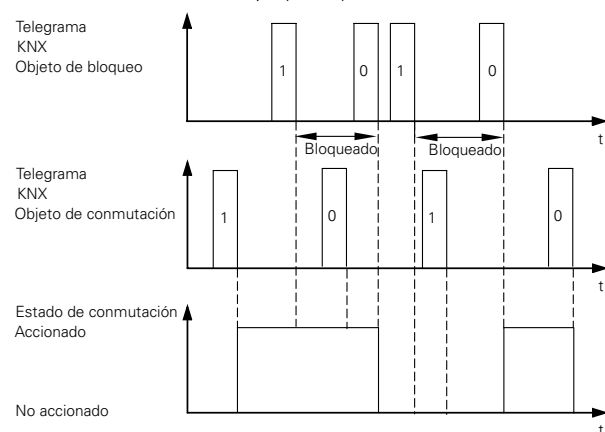 Telegrama
KNX
Objeto de bloqueo
1
0
1
0
t
Bloqueado
Bloqueado
Telegrama
KNX
Objeto de conmutación
1
0
1
0
t
Estado de conmutación
Accionado
No accionado
t